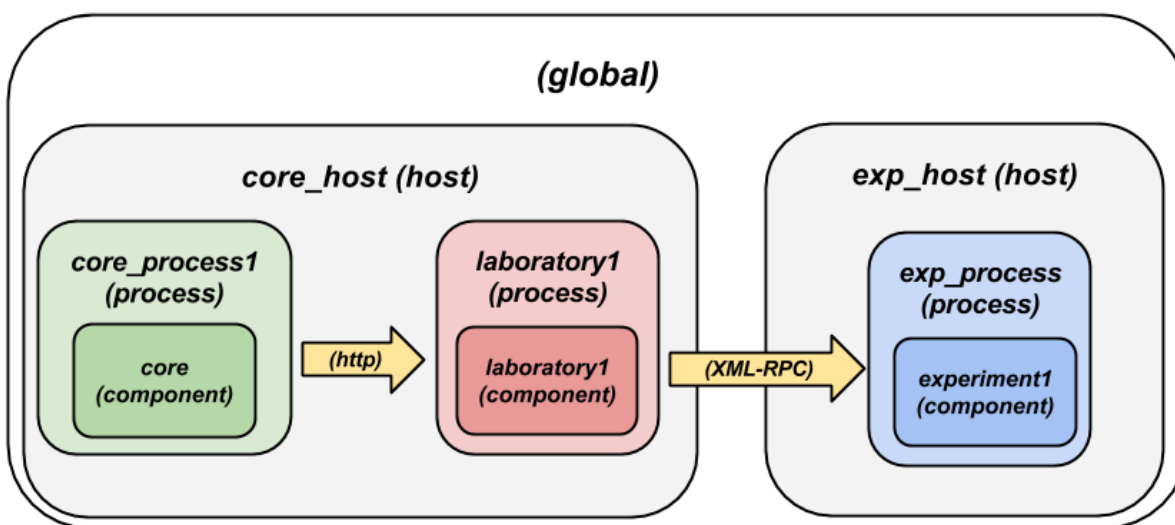 (global)
core_host (host)
exp_host (host)
core_process1
(process)
laboratory1
(process)
exp_process
(process)
core
(component)
(http)
laboratory1
(component)
(XML-RPC)
experiment1
(component)